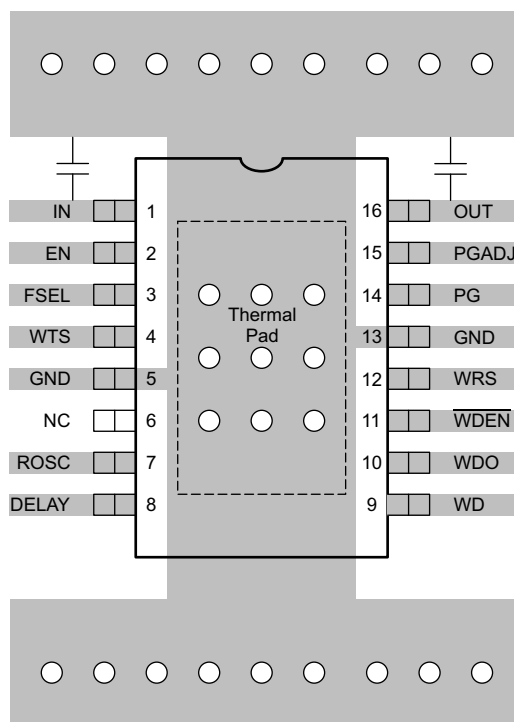 IN 1 16 OUT
EN 2 15 PGADJ
FSEL 3 14 PG
Thermal
Pad
WTS 4 13 GND
GND 5 12 WRS
NC 6 11 WDEN
ROSC 7 10 WDO
DELAY 8 9 WD